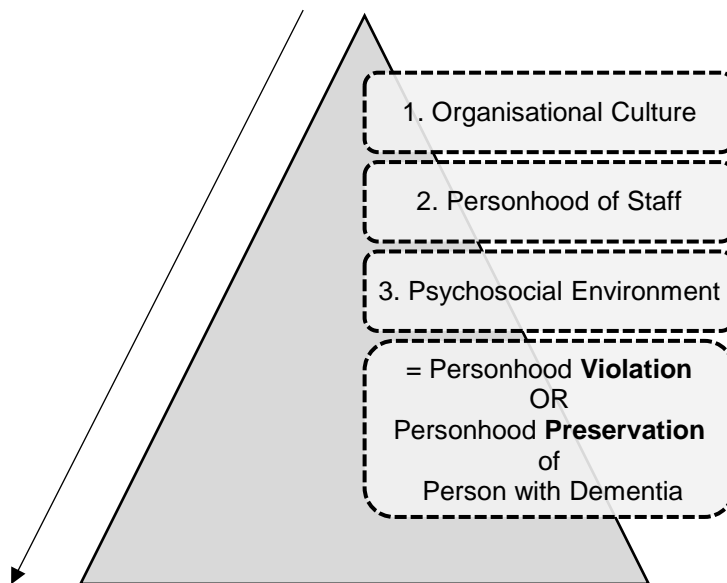 1. Organisational Culture
2. Personhood of Staff
3. Psychosocial Environment
= Personhood Violation
OR
Personhood Preservation
of
Person with Dementia